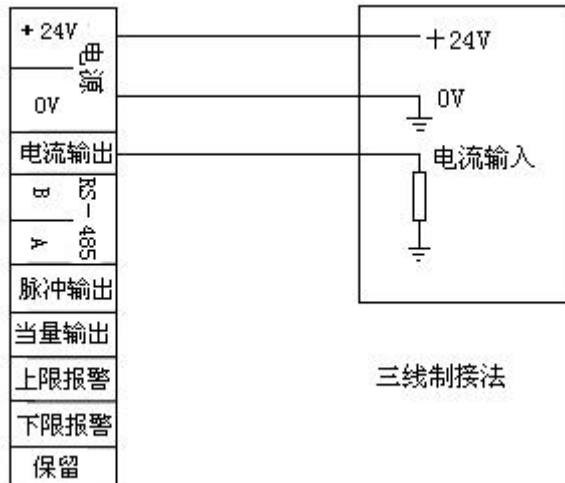 +24V
电源
0V
电流输出
B
RS-485
A
脉冲输出
当量输出
上限报警
下限报警
保留
+24V
0V
电流输入
三线制接法